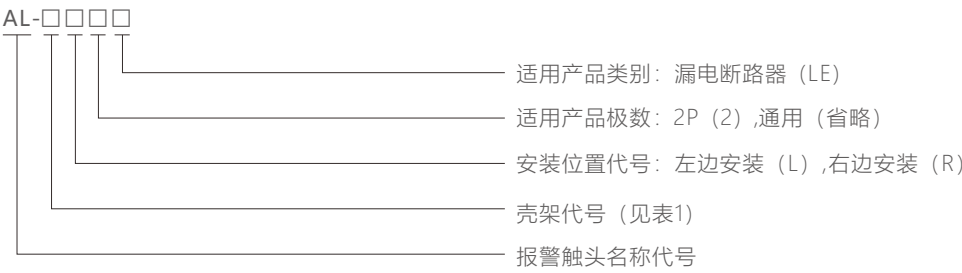 AL-□□□□
适用产品类别：漏电断路器（LE）
适用产品极数：2P（2）,通用（省略）
安装位置代号：左边安装（L）,右边安装（R）
壳架代号（见表1)
报警触头名称代号